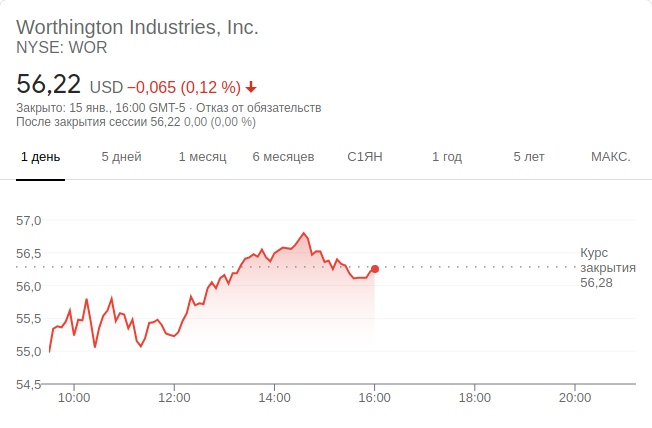 Worthington Industries, Inc.
NYSE: WOR
56,22 USD −0,065 (0,12 %)
Закрыто: 15 янв., 16:00 GMT-5 · Отказ от обязательств
После закрытия сессии 56,22 0,00 (0,00 %)
1 день 5 дней 1 месяц 6 месяцев С1ЯН 1 год 5 лет МАКС.
57,0
56,5
Курс
закрытия
56,28
56,0
55,5
55,0
54,5
10:00 12:00 14:00 16:00 18:00 20:00